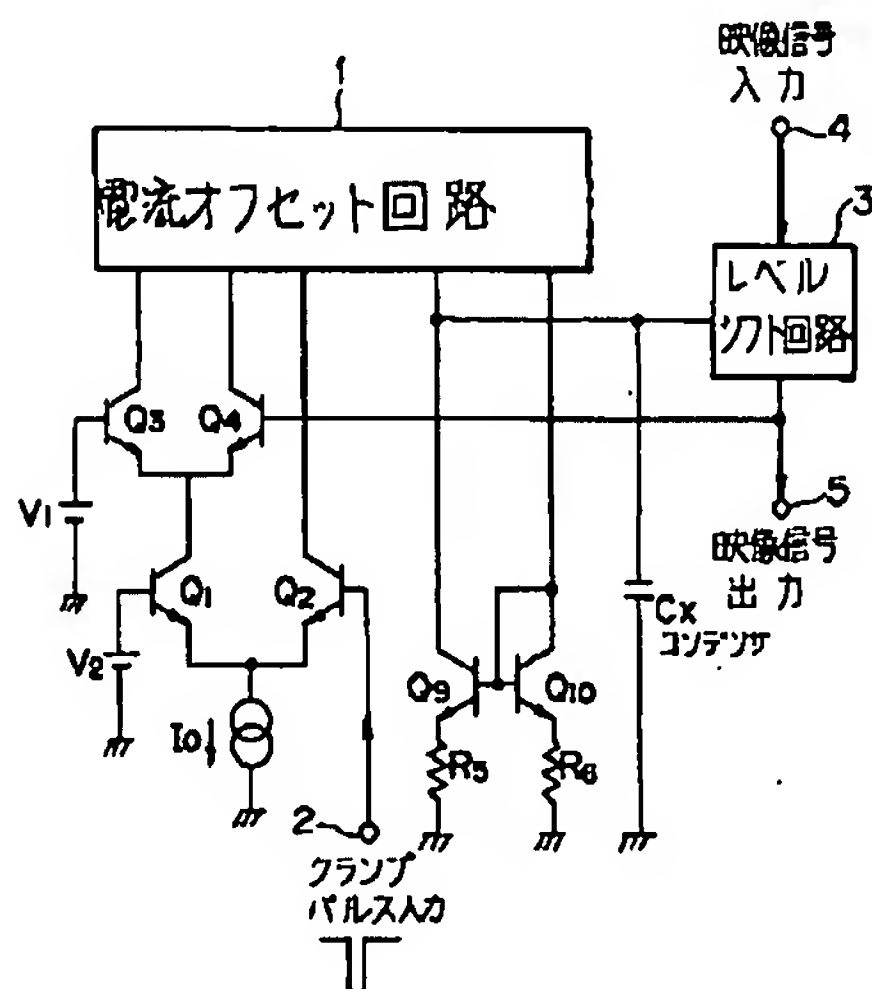 1
電流オフセット回路
映像信号
入力
4
3
レベル
シフト回路
Q3
Q4
V1
5
映像信号
出力
Q1
Q2
V2
Cx
コンデンサ
Q9
Q10
I0
R5
R6
2
クランプ
パルス入力